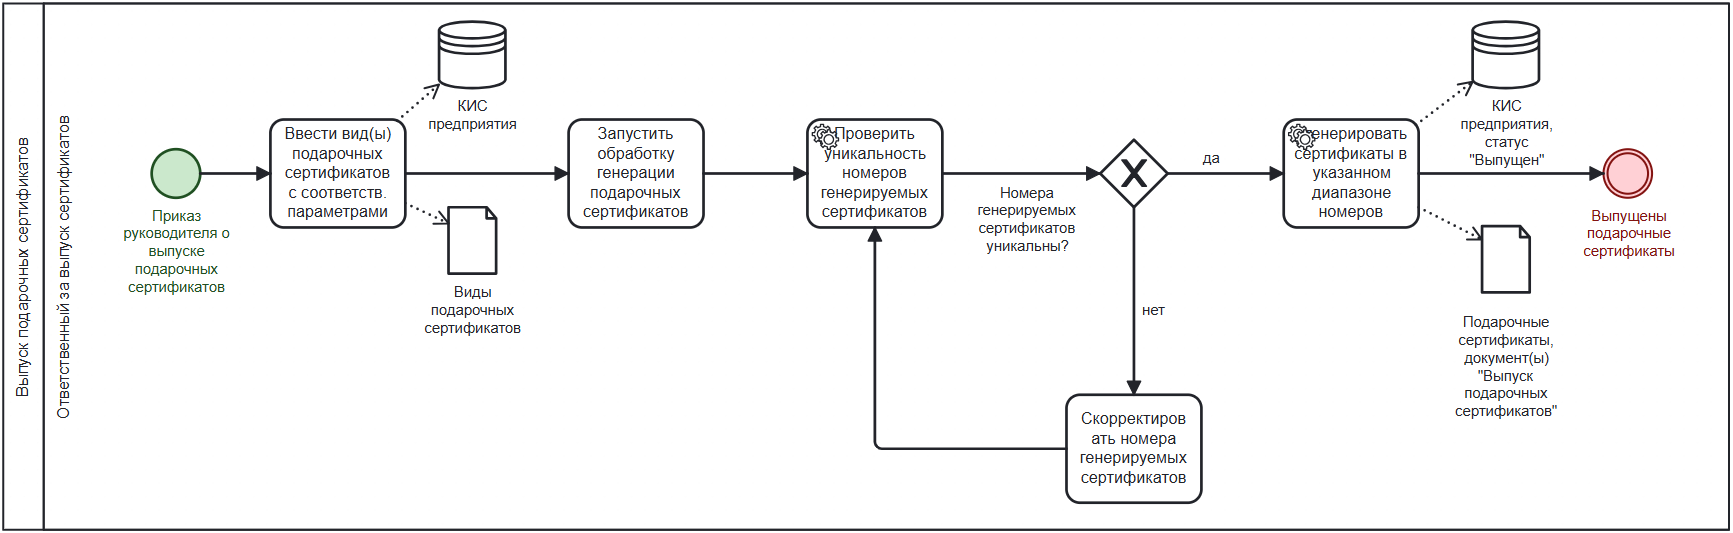 Выпуск подарочных сертификатов
Ответственный за выпуск сертификатов
Приказ
руководителя о
выпуске
подарочных
сертификатов
Ввести вид(ы)
подарочных
сертификатов
с соответств.
параметрами
КИС
предприятия
Виды
подарочных
сертификатов
Запустить
обработку
генерации
подарочных
сертификатов
Проверить
уникальность
номеров
генерируемых
сертификатов
Номера
генерируемых
сертификатов
уникальны?
да
нет
Скорректиров
ать номера
генерируемых
сертификатов
Сгенерировать
сертификаты в
указанном
диапазоне
номеров
КИС
предприятия,
статус
"Выпущен"
Подарочные
сертификаты,
документ(ы)
"Выпуск
подарочных
сертификатов"
Выпущены
подарочные
сертификаты